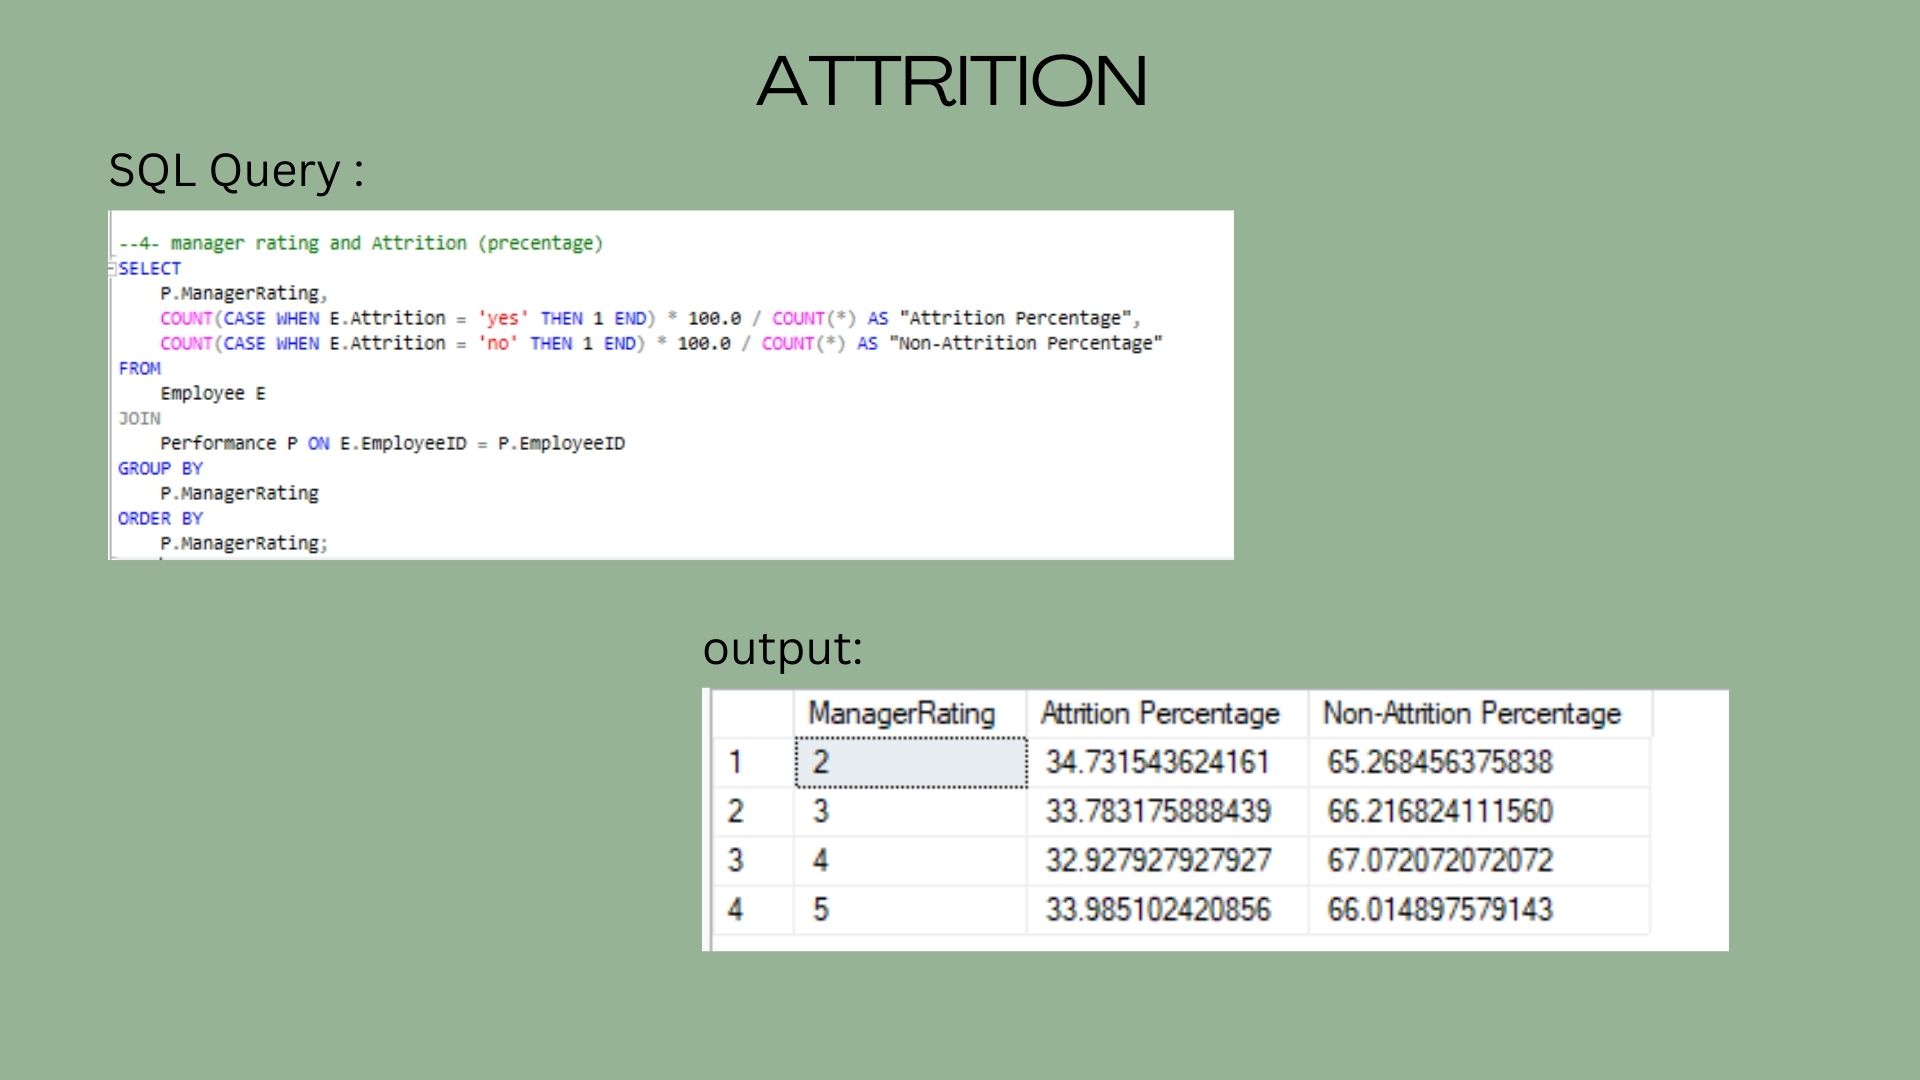 ATTRITION
SQL Query :
--4- manager rating and Attrition (precentage)
SELECT
P.ManagerRating,
COUNT(CASE WHEN E.Attrition = 'yes' THEN 1 END) * 100.0 / COUNT(*) AS "Attrition Percentage",
COUNT(CASE WHEN E.Attrition = 'no' THEN 1 END) * 100.0 / COUNT(*) AS "Non-Attrition Percentage"
FROM
Employee E
JOIN
Performance P ON E.EmployeeID = P.EmployeeID
GROUP BY
P.ManagerRating
ORDER BY
P.ManagerRating;
output:
ManagerRating Attrition Percentage Non-Attrition Percentage
1 2 34.731543624161 65.268456375838
2 3 33.783175888439 66.216824111560
3 4 32.927927927927 67.072072072072
4 5 33.985102420856 66.014897579143